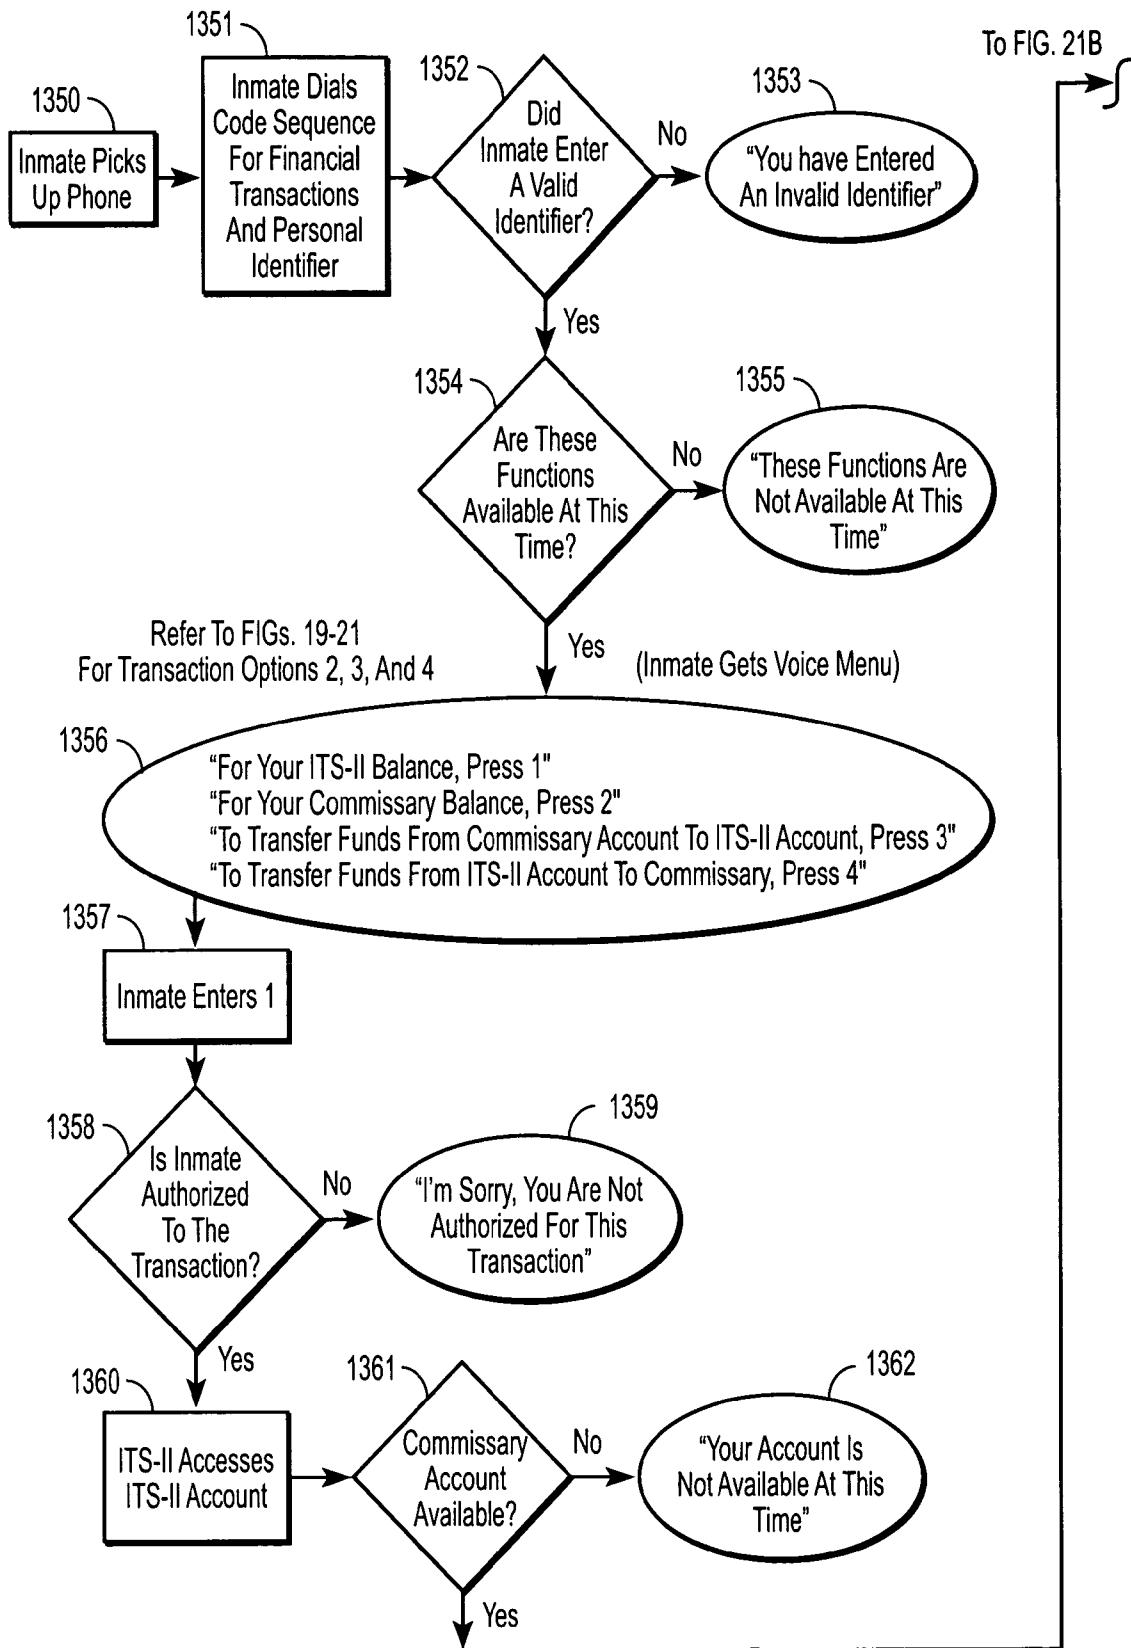 To FIG. 21B
1350
Inmate Picks
Up Phone
1351
Inmate Dials
Code Sequence
For Financial
Transactions
And Personal
Identifier
1352
Did
Inmate Enter
A Valid
Identifier?
No
1353
“You have Entered
An Invalid Identifier”
Yes
1354
Are These
Functions
Available At This
Time?
No
1355
“These Functions Are
Not Available At This
Time”
Yes
Refer To FIGs. 19-21
For Transaction Options 2, 3, And 4
(Inmate Gets Voice Menu)
1356
“For Your ITS-II Balance, Press 1"
“For Your Commissary Balance, Press 2"
“To Transfer Funds From Commissary Account To ITS-II Account, Press 3"
“To Transfer Funds From ITS-II Account To Commissary, Press 4”
1357
Inmate Enters 1
1358
Is Inmate
Authorized
To The
Transaction?
No
1359
“I'm Sorry, You Are Not
Authorized For This
Transaction”
Yes
1360
ITS-II Accesses
ITS-II Account
1361
Commissary
Account
Available?
No
1362
“Your Account Is
Not Available At This
Time”
Yes